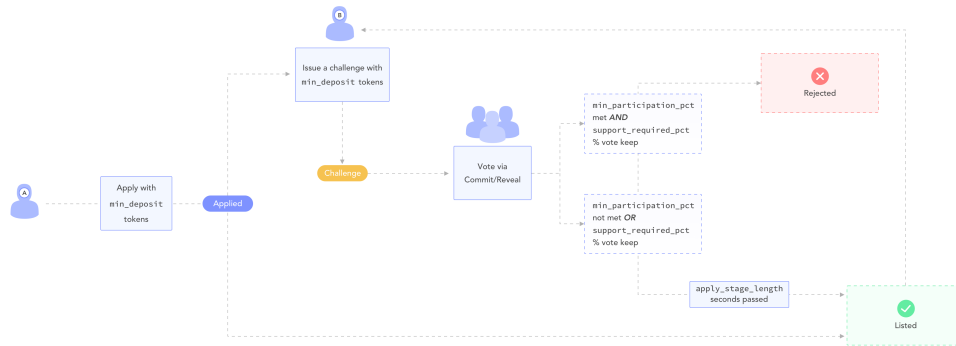 B
Issue a challenge with
min_deposit tokens
Rejected
min_participation_pct
met AND
support_required_pct
% vote keep
Challenge
Vote via
Commit/Reveal
A
Apply with
min_deposit
tokens
Applied
min_participation_pct
not met OR
support_required_pct
% vote keep
apply_stage_length
seconds passed
Listed